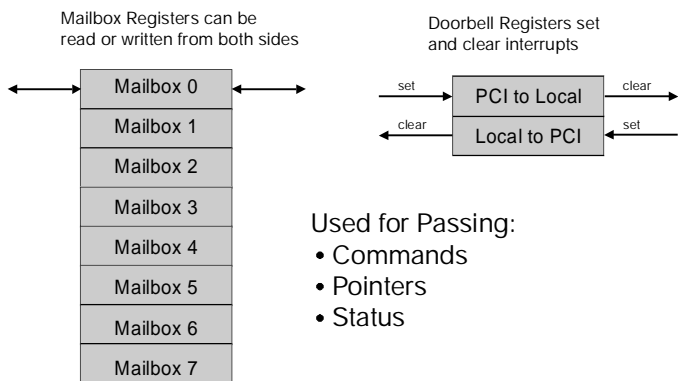 Mailbox Registers can be
read or written from both sides
Mailbox 0
Mailbox 1
Mailbox 2
Mailbox 3
Mailbox 4
Mailbox 5
Mailbox 6
Mailbox 7
Doorbell Registers set
and clear interrupts
set
PCI to Local
clear
clear
Local to PCI
set
Used for Passing:
• Commands
• Pointers
• Status